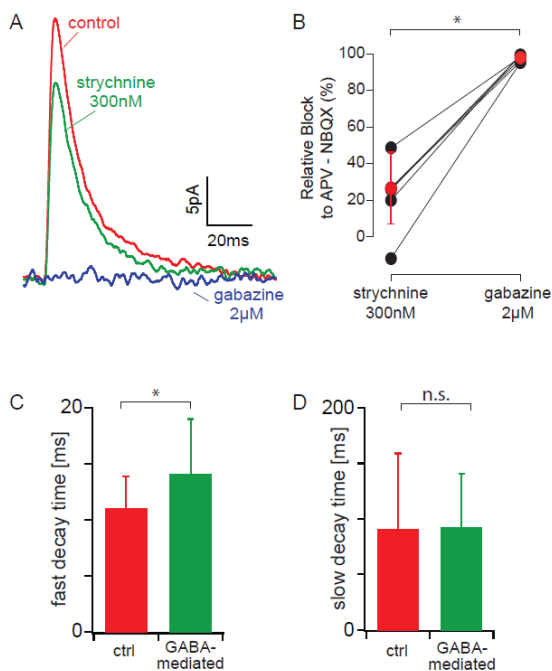 A
control
strychnine
300nM
5pA
20ms
gabazine
2µM
B
*
Relative Block
to APV - NBQX (%)
100
80
60
40
20
0
strychnine
300nM
gabazine
2µM
C
*
fast decay time [ms]
20
0
ctrl
GABA-
mediated
D
n.s.
slow decay time [ms]
200
0
ctrl
GABA-
mediated